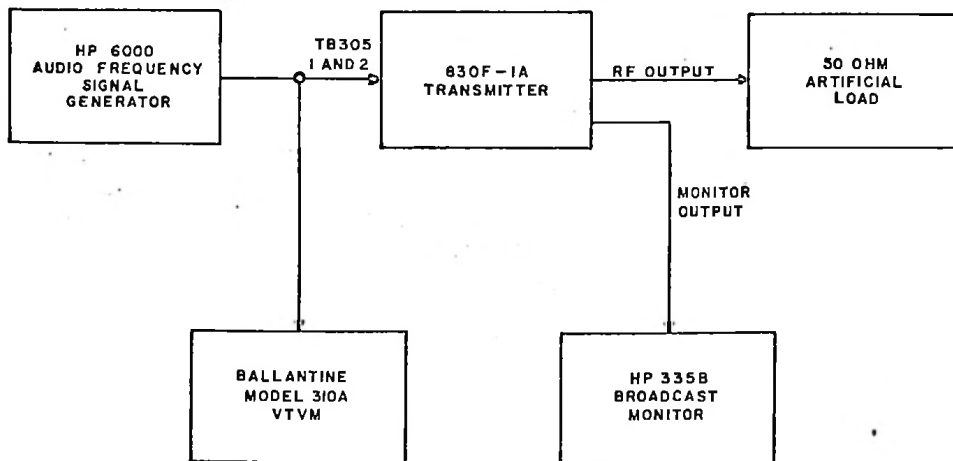 HP 6000
AUDIO FREQUENCY
SIGNAL
GENERATOR
TB305
1 AND 2
830F-1A
TRANSMITTER
RF OUTPUT
50 OHM
ARTIFICIAL
LOAD
MONITOR
OUTPUT
BALLANTINE
MODEL 310A
VTVM
HP 335B
BROADCAST
MONITOR